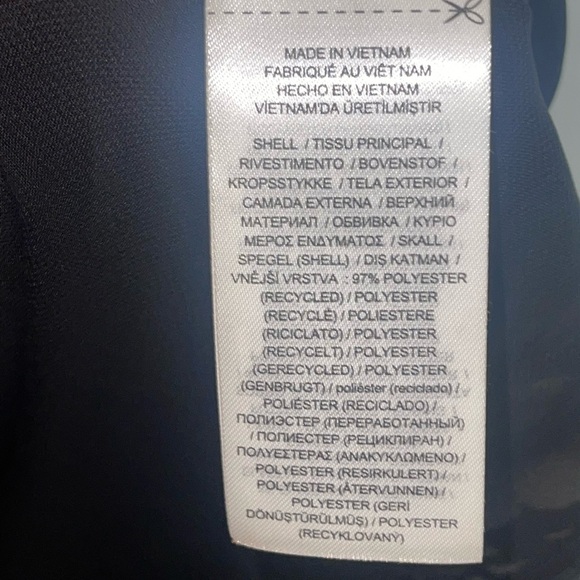 MADE IN VIETNAM
FABRIQUÉ AU VIÊT NAM
HECHO EN VIETNAM
VİETNAM'DA ÜRETİLMİŞTİR
SHELL / TISSU PRINCIPAL /
RIVESTIMENTO / BOVENSTOF /
KROPSSTYKKE / TELA EXTERIOR /
CAMADA EXTERNA / ВЕРХНИЙ
МАТЕРИАЛ / ОБВИВКА / ΚΥΡΙΟ
ΜΕΡΟΣ ΕΝΔΥΜΑΤΟΣ / SKALL /
SPEGEL (SHELL) / DIŞ KATMAN /
VNĚJŠÍ VRSTVA : 97% POLYESTER
(RECYCLED) / POLYESTER
(RECYCLÉ) / POLIESTERE
(RICICLATO) / POLYESTER
(RECYCELT) / POLYESTER
(GERECYCLED) / POLYESTER
(GENBRUGT) / poliéster (reciclado) /
POLIÉSTER (RECICLADO) /
ПОЛИЭСТЕР (ПЕРЕРАБОТАННЫЙ)
/ ПОЛИЕСТЕР (РЕЦИКЛИРАН) /
ΠΟΛΥΕΣΤΕΡΑΣ (ΑΝΑΚΥΚΛΩΜΕΝΟ) /
POLYESTER (RESIRKULERT) /
POLYESTER (ÅTERVUNNEN) /
POLYESTER (GERİ
DÖNÜŞTÜRÜLMÜŞ) / POLYESTER
(RECYKLOVANÝ)